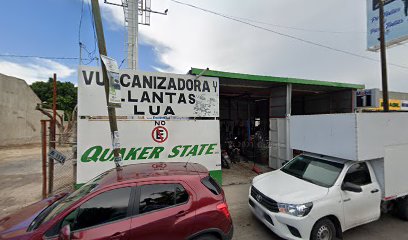 VULCANIZADORA Y
LLANTAS
LUA
NO
E
QUAKER STATE